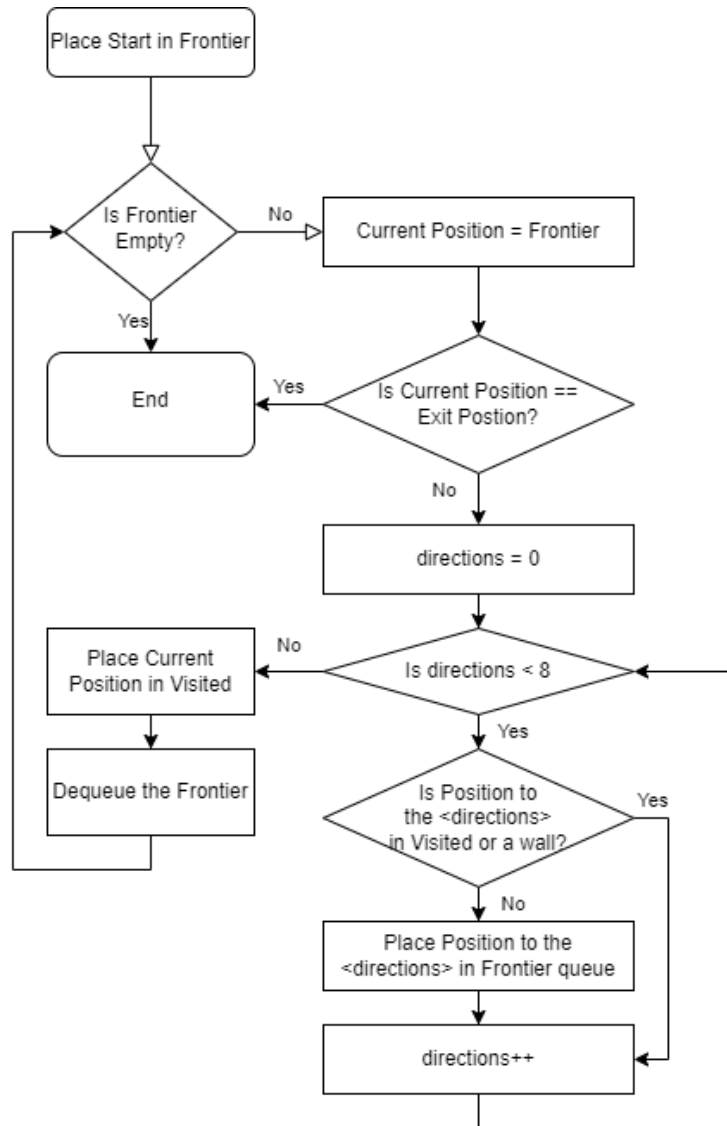 Place Start in Frontier
Is Frontier
Empty?
No
Current Position = Frontier
Yes
End
Yes
Is Current Position ==
Exit Postion?
No
directions = 0
Is directions < 8
No
Place Current
Position in Visited
Yes
Dequeue the Frontier
Is Position to
the <directions>
in Visited or a wall?
Yes
No
Place Position to the
<directions> in Frontier queue
directions++